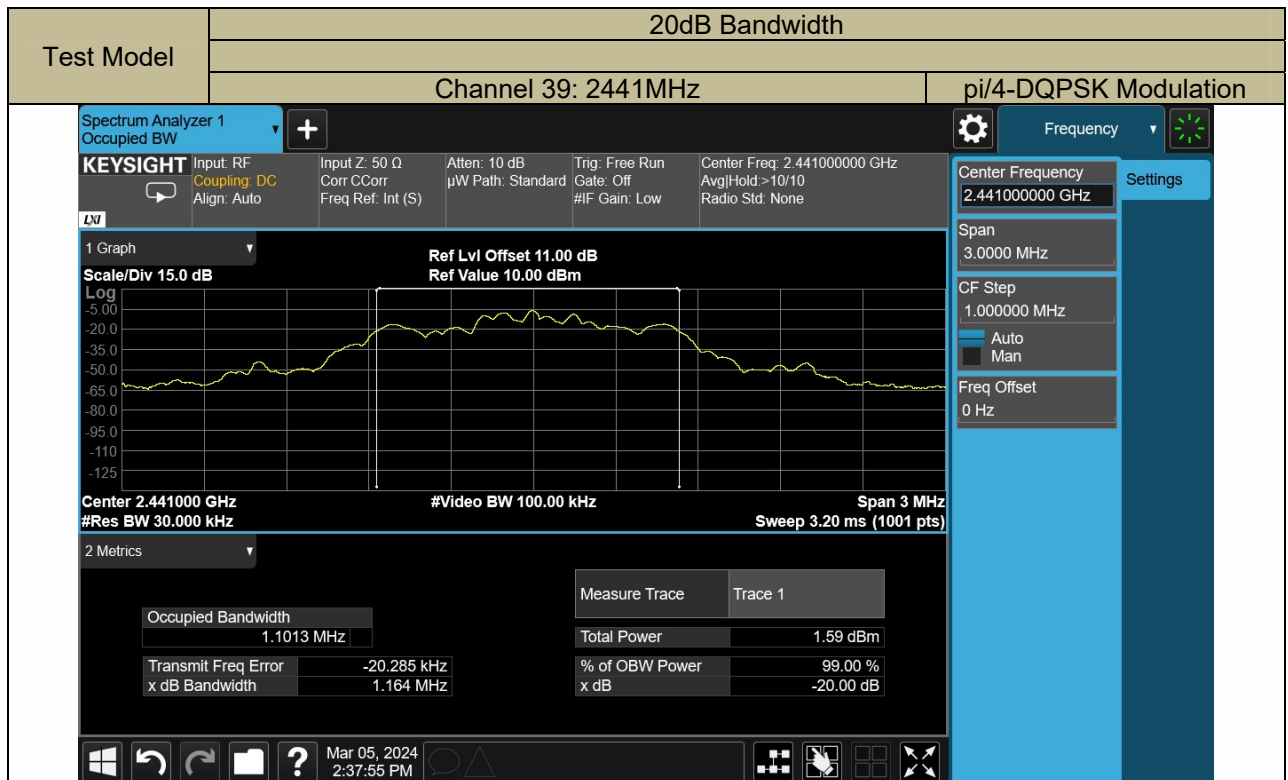 20dB Bandwidth
Test Model
Channel 39: 2441MHz
pi/4-DQPSK Modulation
Spectrum Analyzer 1
Occupied BW
+
Frequency
KEYSIGHT
LXI
Input: RF
Coupling: DC
Align: Auto
Input Z: 50 Ω
Corr CCorr
Freq Ref: Int (S)
Atten: 10 dB
µW Path: Standard
Trig: Free Run
Gate: Off
#IF Gain: Low
Center Freq: 2.441000000 GHz
Avg|Hold:>10/10
Radio Std: None
Center Frequency
2.441000000 GHz
Settings
Span
3.0000 MHz
CF Step
1.000000 MHz
Auto
Man
Freq Offset
0 Hz
1 Graph
Scale/Div 15.0 dB
Ref Lvl Offset 11.00 dB
Ref Value 10.00 dBm
Log
-5.00
-20.0
-35.0
-50.0
-65.0
-80.0
-95.0
-110
-125
Center 2.441000 GHz
#Video BW 100.00 kHz
Span 3 MHz
#Res BW 30.000 kHz
Sweep 3.20 ms (1001 pts)
2 Metrics
Measure Trace Trace 1
Occupied Bandwidth
1.1013 MHz
Total Power 1.59 dBm
Transmit Freq Error -20.285 kHz
% of OBW Power 99.00 %
x dB Bandwidth 1.164 MHz
x dB -20.00 dB
?
Mar 05, 2024
2:37:55 PM